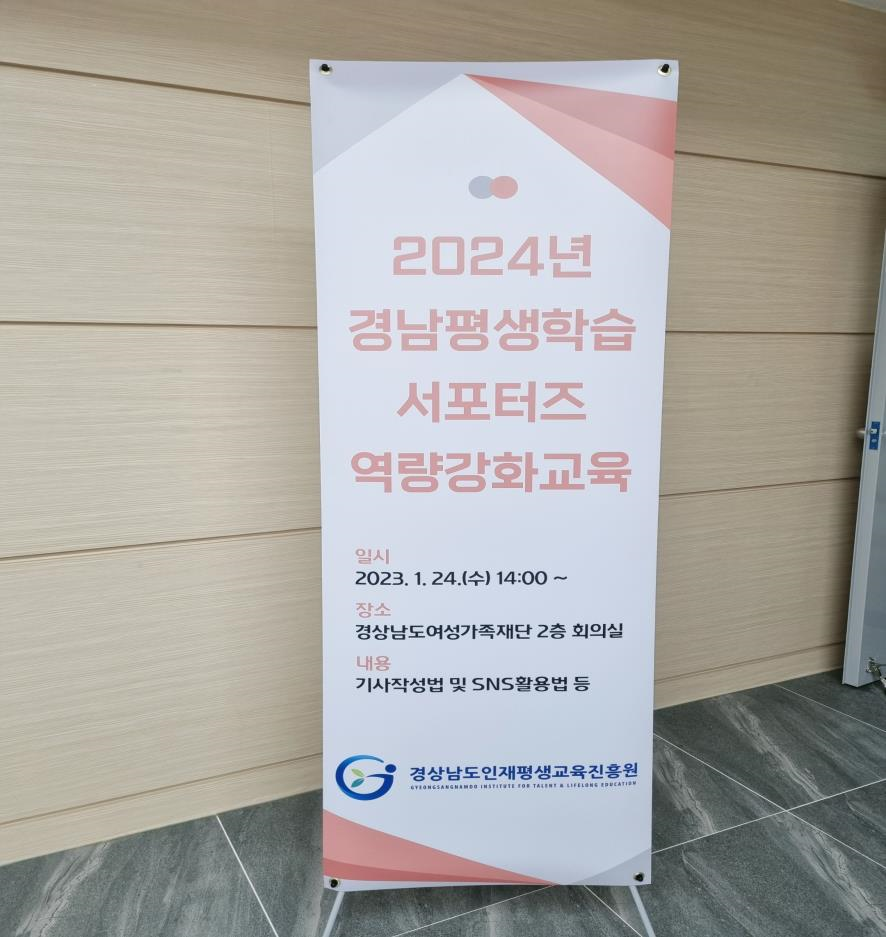 2024년
경남평생학습
서포터즈
역량강화교육
일시
2023. 1. 24.(수) 14:00 ~
장소
경상남도여성가족재단 2층 회의실
내용
기사작성법 및 SNS활용법 등
경상남도인재평생교육진흥원
GYEONGSANGNAMDO INSTITUTE FOR TALENT & LIFELONG EDUCATION